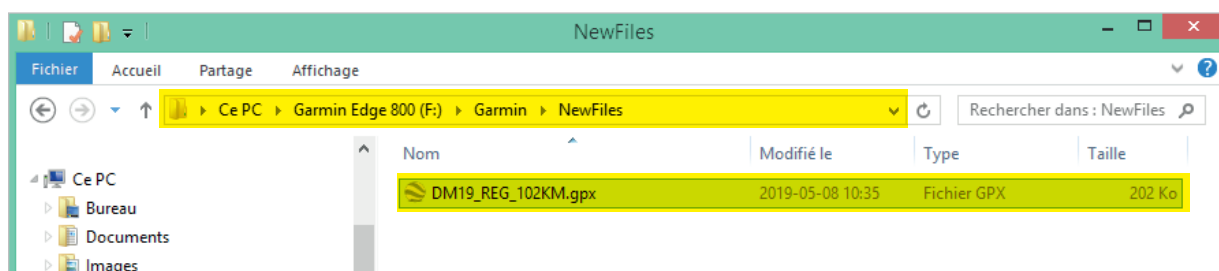 NewFiles
Fichier Accueil Partage Affichage
Ce PC Garmin Edge 800 (F:) Garmin NewFiles Rechercher dans : NewFiles
Nom Modifié le Type Taille
Ce PC
DM19_REG_102KM.gpx 2019-05-08 10:35 Fichier GPX 202 Ko
Bureau
Documents
Images